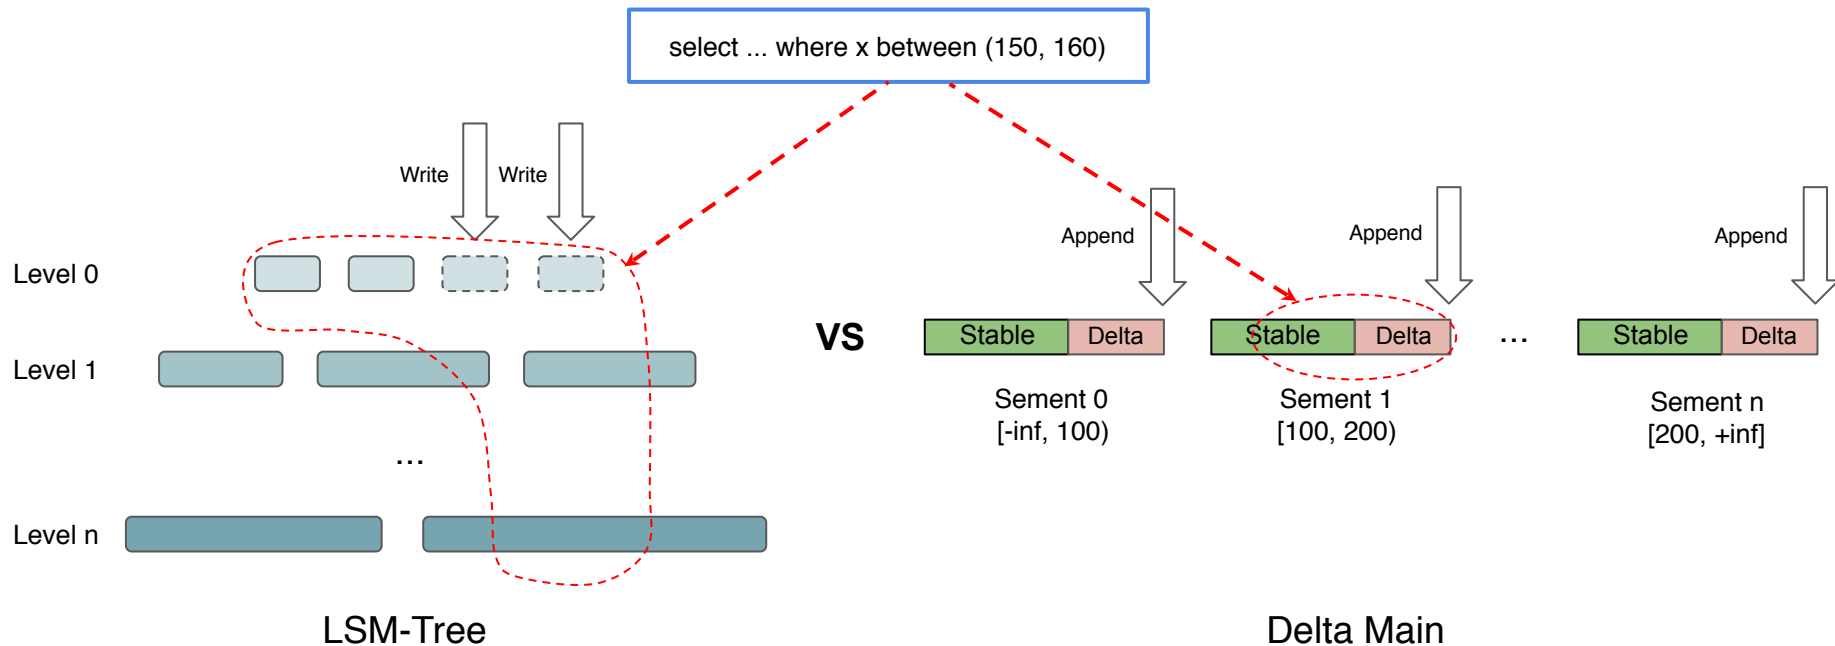 select ... where x between (150, 160)
Write
Write
Level 0
Level 1
...
Level n
LSM-Tree
VS
Append
Append
Append
Stable
Delta
Stable
Delta
...
Stable
Delta
Sement 0
[-inf, 100)
Sement 1
[100, 200)
Sement n
[200, +inf]
Delta Main